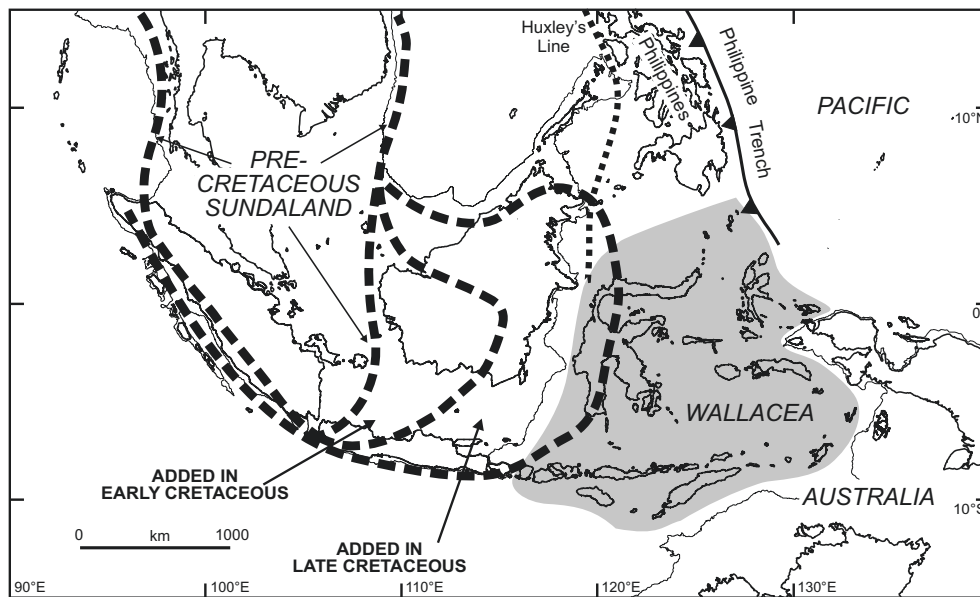 Huxley's
Line
Philippines
Philippine
Trench
PACIFIC
10°N
PRE-
CRETACEOUS
SUNDALAND
0
WALLACEA
ADDED IN
EARLY CRETACEOUS
AUSTRALIA
10°S
0 km 1000
ADDED IN
LATE CRETACEOUS
90°E 100°E 110°E 120°E 130°E